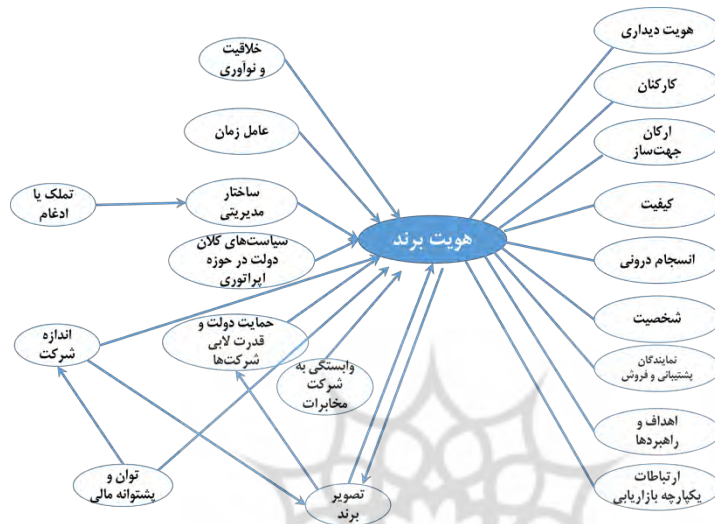 هویت دیداری
کارکنان
ارکان
جهت‌ساز
کیفیت
انسجام درونی
شخصیت
نمایندگان
پشتیبانی و فروش
اهداف و
راهبردها
ارتباطات
یکپارچه بازاریابی
هویت برند
خلاقیت
و نوآوری
عامل زمان
ساختار
مدیریتی
تملک یا
ادغام
سیاست‌های کلان
دولت در حوزه
اپراتوری
حمایت دولت و
قدرت لابی
شرکت‌ها
وابستگی به
شرکت
مخابرات
اندازه
شرکت
توان و
پشتوانه مالی
تصویر
برند